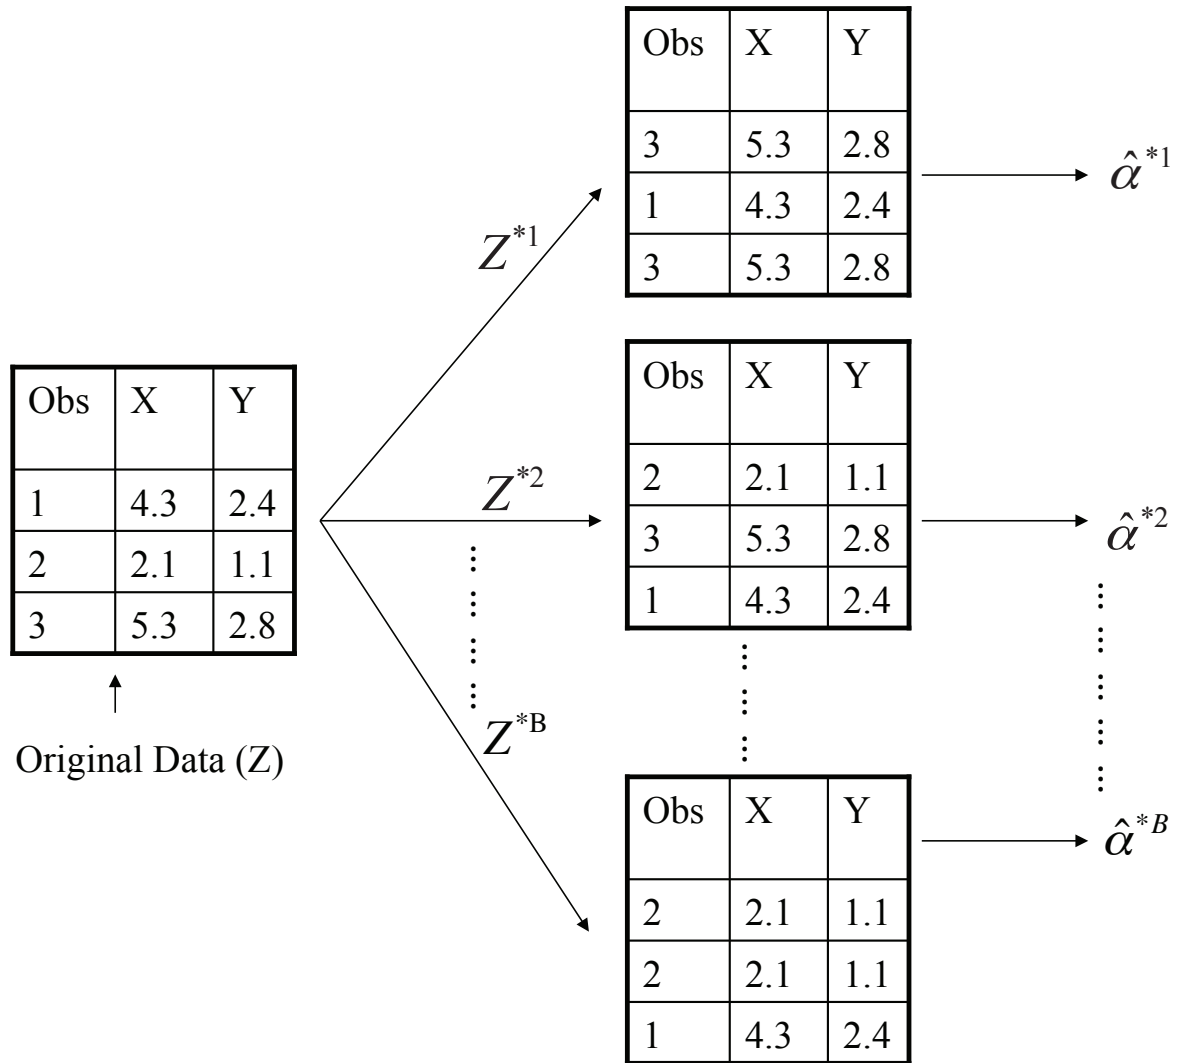 Obs X Y
1 4.3 2.4
2 2.1 1.1
3 5.3 2.8
Original Data (Z)
Z*1
Z*2
Z*B
Obs X Y
3 5.3 2.8
1 4.3 2.4
3 5.3 2.8
α̂*1
Obs X Y
2 2.1 1.1
3 5.3 2.8
1 4.3 2.4
α̂*2
Obs X Y
2 2.1 1.1
2 2.1 1.1
1 4.3 2.4
α̂*B